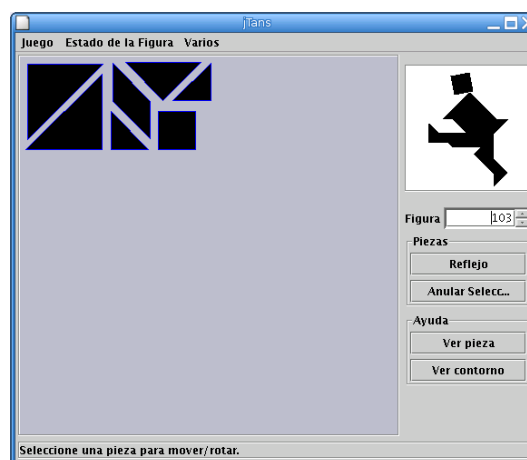 jTans
Juego Estado de la Figura Varios
Figura 103
Piezas
Reflejo
Anular Selecc...
Ayuda
Ver pieza
Ver contorno
Seleccione una pieza para mover/rotar.